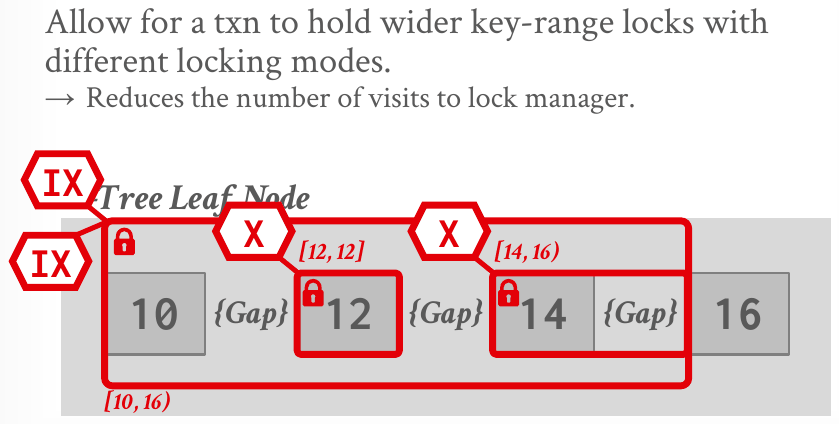 Allow for a txn to hold wider key-range locks with
different locking modes.
→ Reduces the number of visits to lock manager.
IX
Tree Leaf Node
IX
X
[12, 12]
X
[14, 16)
10 {Gap} 12 {Gap} 14 {Gap} 16
[10, 16)